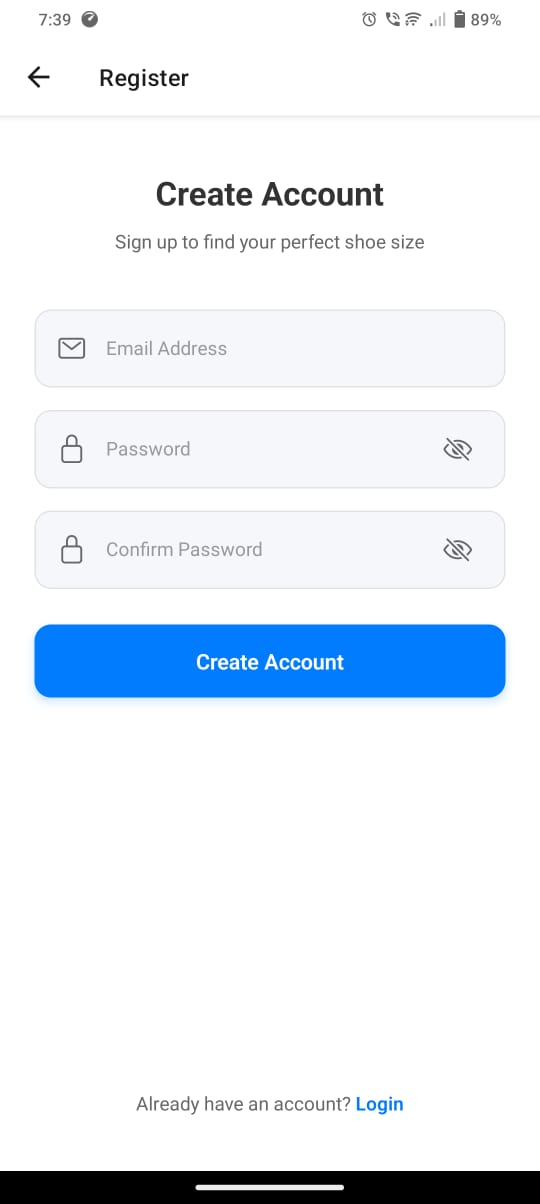 7:39 89%
Register
Create Account
Sign up to find your perfect shoe size
Email Address
Password
Confirm Password
Create Account
Already have an account? Login